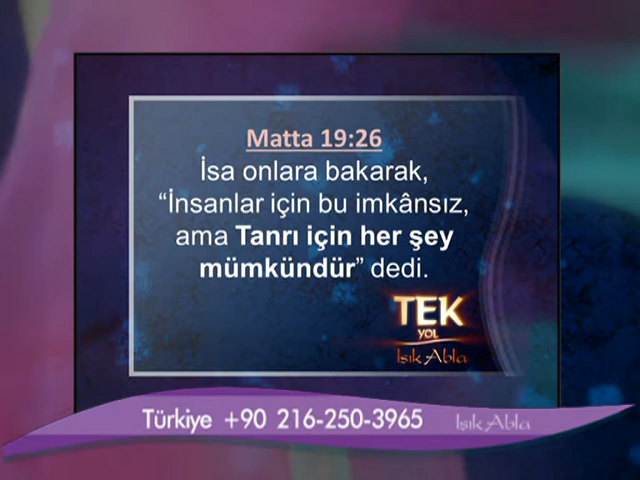 Matta 19:26
İsa onlara bakarak,
“İnsanlar için bu imkânsız,
ama Tanrı için her şey
mümkündür” dedi.
TEK
YOL
Işık Abla
Türkiye +90 216-250-3965 Işık Abla